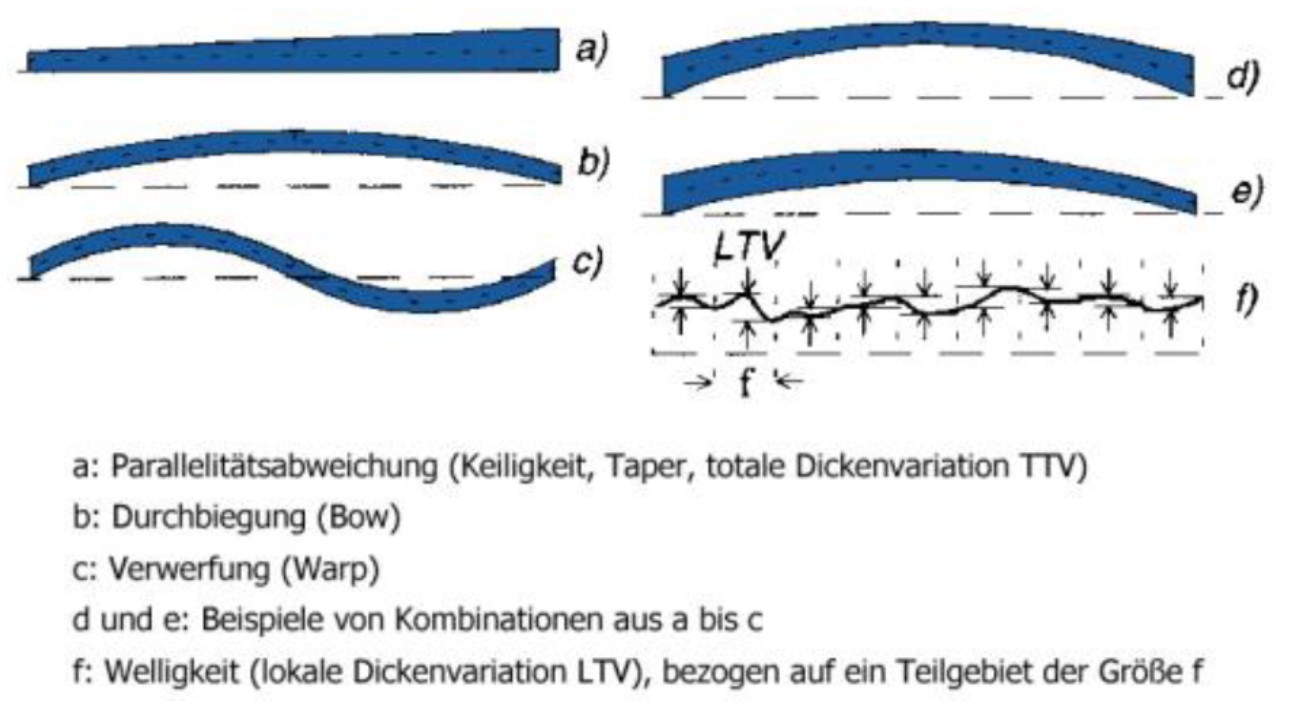 a)
b)
c)
d)
e)
LTV
f)
f
a: Parallelitätsabweichung (Keiligkeit, Taper, totale Dickenvariation TTV)
b: Durchbiegung (Bow)
c: Verwerfung (Warp)
d und e: Beispiele von Kombinationen aus a bis c
f: Welligkeit (lokale Dickenvariation LTV), bezogen auf ein Teilgebiet der Größe f